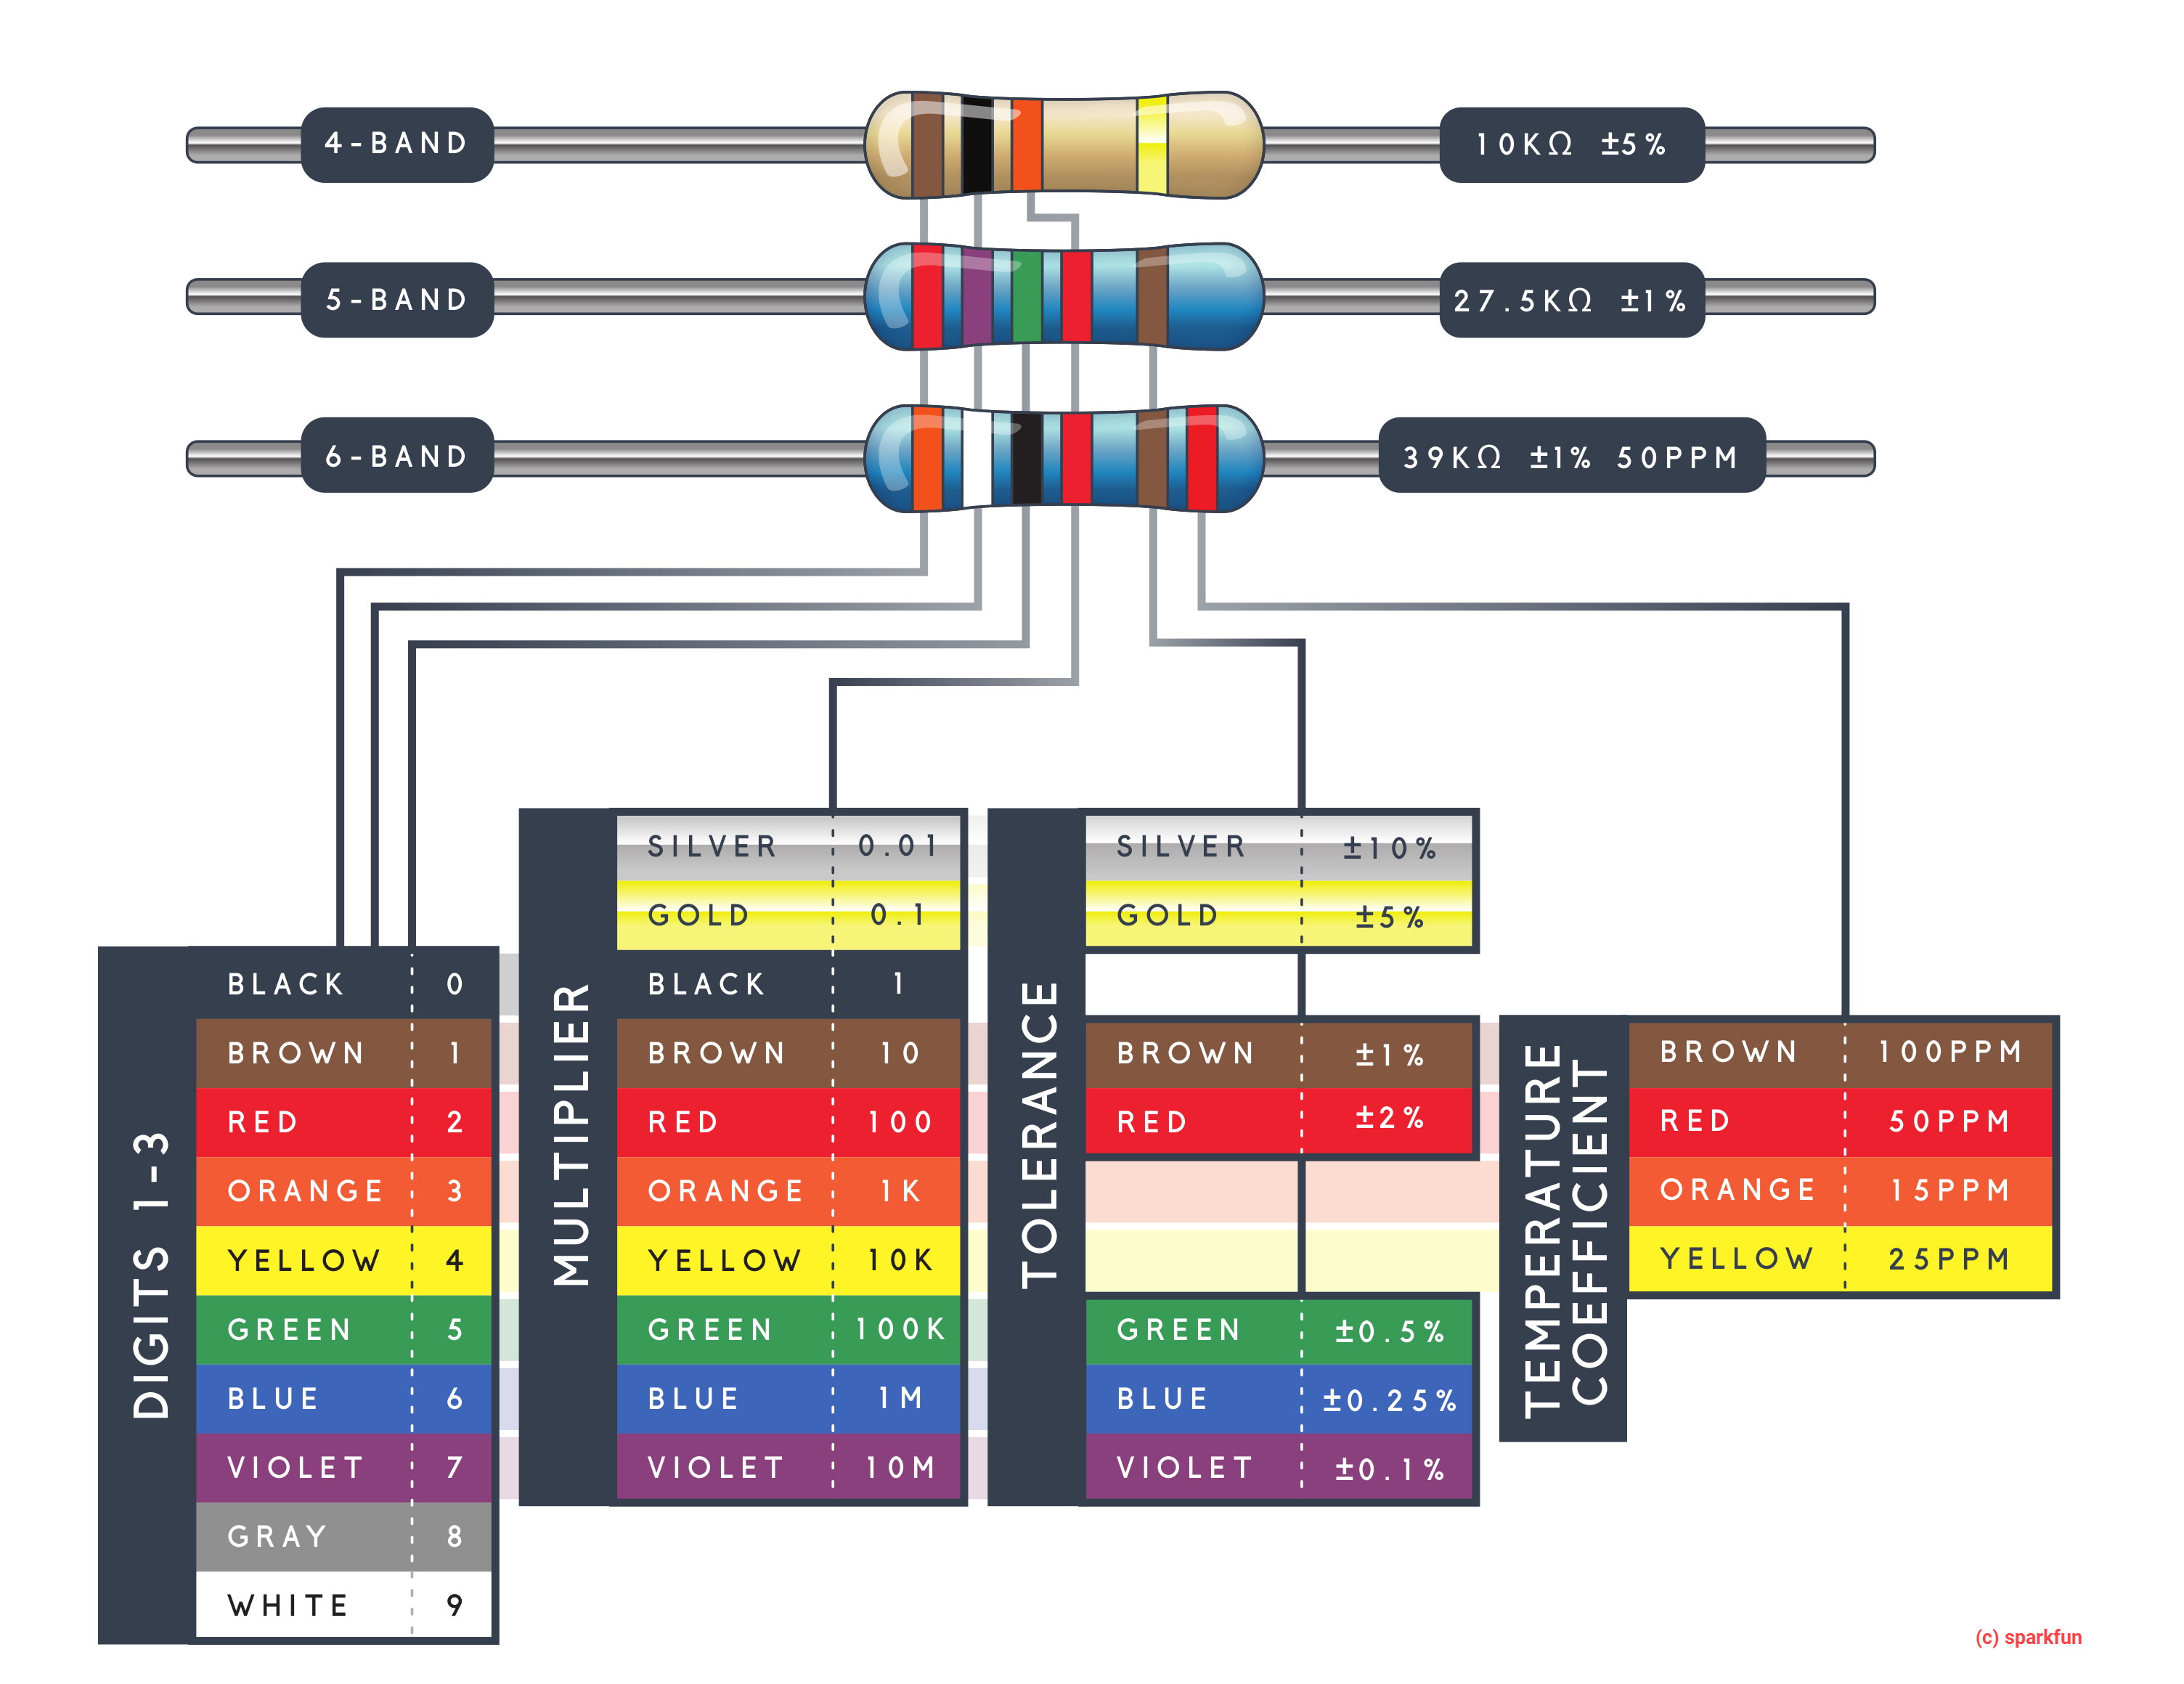 4-BAND
10KΩ ±5%
5-BAND
27.5KΩ ±1%
6-BAND
39KΩ ±1% 50PPM
DIGITS 1-3
BLACK 0
BROWN 1
RED 2
ORANGE 3
YELLOW 4
GREEN 5
BLUE 6
VIOLET 7
GRAY 8
WHITE 9
MULTIPLIER
SILVER 0.01
GOLD 0.1
BLACK 1
BROWN 10
RED 100
ORANGE 1K
YELLOW 10K
GREEN 100K
BLUE 1M
VIOLET 10M
TOLERANCE
SILVER ±10%
GOLD ±5%
BROWN ±1%
RED ±2%
GREEN ±0.5%
BLUE ±0.25%
VIOLET ±0.1%
TEMPERATURE
COEFFICIENT
BROWN 100PPM
RED 50PPM
ORANGE 15PPM
YELLOW 25PPM
(c) sparkfun